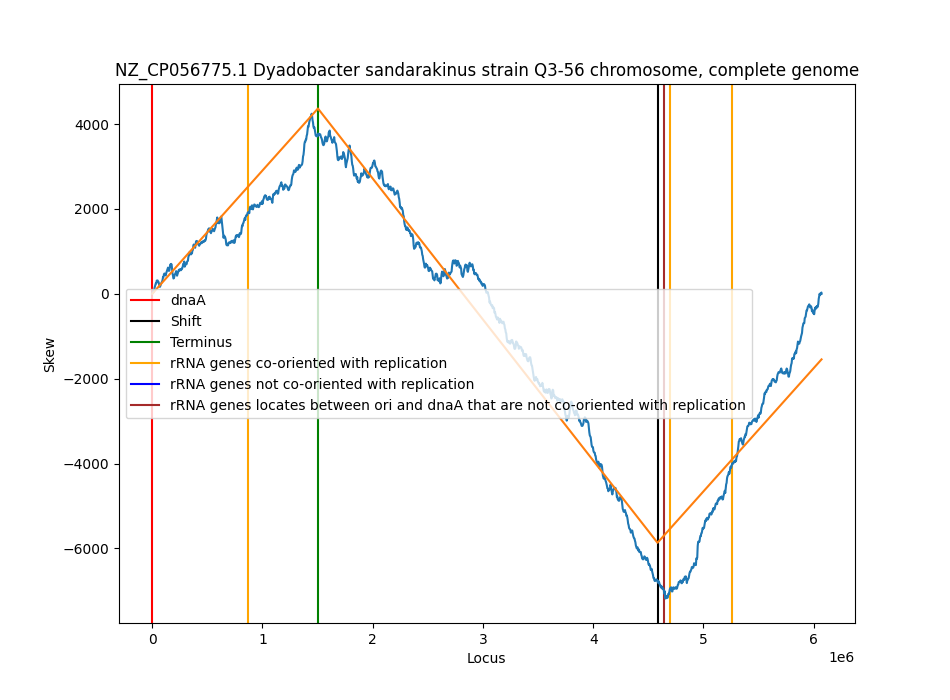 NZ_CP056775.1 Dyadobacter sandarakinus strain Q3-56 chromosome, complete genome
4000
2000
0
−2000
−4000
−6000
Skew
dnaA
Shift
Terminus
rRNA genes co-oriented with replication
rRNA genes not co-oriented with replication
rRNA genes locates between ori and dnaA that are not co-oriented with replication
0 1 2 3 4 5 6
1e6
Locus